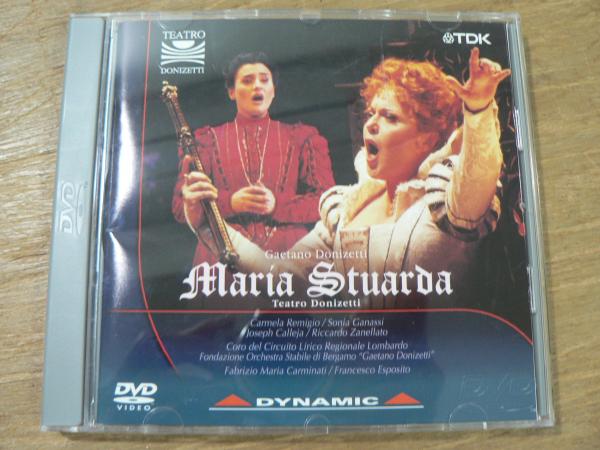 TEATRO
DONIZETTI
TDK
DVD
Gaetano Donizetti
Maria Stuarda
Teatro Donizetti
Carmela Remigio / Sonia Ganassi
Joseph Calleja / Riccardo Zanellato
Coro del Circuito Lirico Regionale Lombardo
Fondazione Orchestra Stabile di Bergamo "Gaetano Donizetti"
Fabrizio Maria Carminati / Francesco Esposito
DVD
VIDEO
DYNAMIC